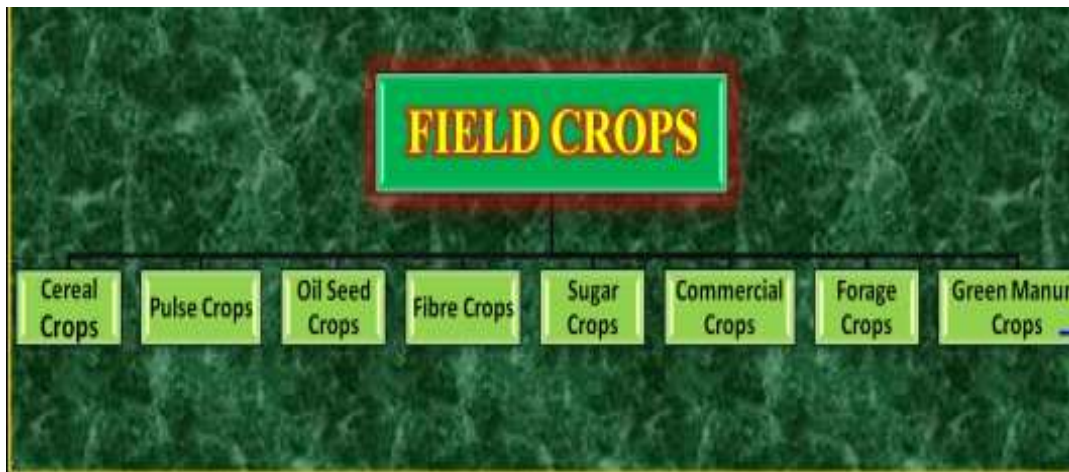 FIELD CROPS
Cereal
Crops
Pulse Crops
Oil Seed
Crops
Fibre Crops
Sugar
Crops
Commercial
Crops
Forage
Crops
Green Manur
Crops